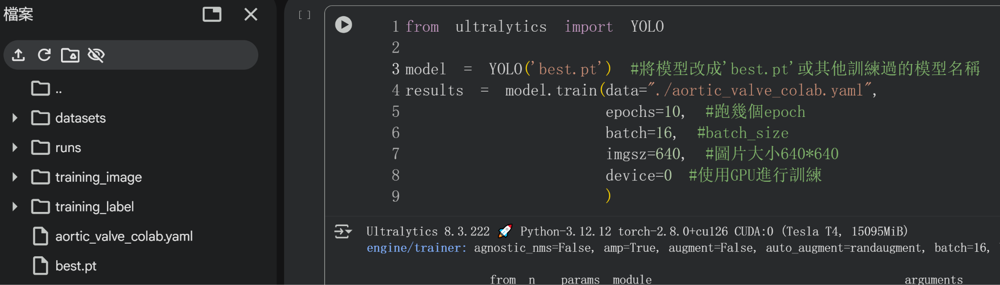 檔案
..
datasets
runs
training_image
training_label
aortic_valve_colab.yaml
best.pt
[ ]
1 from ultralytics import YOLO
2
3 model = YOLO('best.pt') #將模型改成'best.pt'或其他訓練過的模型名稱
4 results = model.train(data="./aortic_valve_colab.yaml",
5 epochs=10, #跑幾個epoch
6 batch=16, #batch_size
7 imgsz=640, #圖片大小640*640
8 device=0 #使用GPU進行訓練
9 )
Ultralytics 8.3.222 🚀 Python-3.12.12 torch-2.8.0+cu126 CUDA:0 (Tesla T4, 15095MiB)
engine/trainer: agnostic_nms=False, amp=True, augment=False, auto_augment=randaugment, batch=16,
from n params module arguments